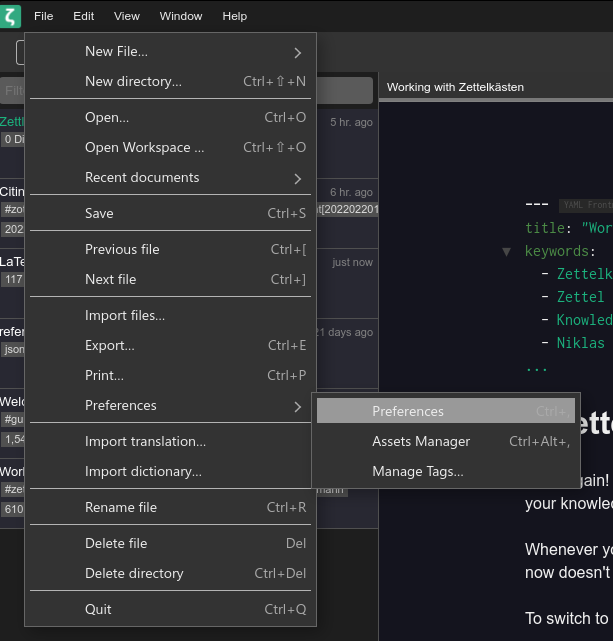 ζ File Edit View Window Help
New File...
New directory... Ctrl+⇧+N
Open... Ctrl+O
Open Workspace ... Ctrl+⇧+O
Recent documents
Save Ctrl+S
Previous file Ctrl+[
Next file Ctrl+]
Import files...
Export... Ctrl+E
Print... Ctrl+P
Preferences
Import translation...
Import dictionary...
Rename file Ctrl+R
Delete file Del
Delete directory Ctrl+Del
Quit Ctrl+Q
Preferences Ctrl+,
Assets Manager Ctrl+Alt+,
Manage Tags...
Filt
Zettl 5 hr. ago
0 Di
Citin 6 hr. ago
#zot t[202202201
202
LaTe just now
117
refer 21 days ago
json
Welc
#gu
1,54
Work
#zet mann
610
Working with Zettelkästen
--- YAML Front
title: "Wor
keywords:
- Zettelk
- Zettel
- Knowled
- Niklas
...
ett
gain!
your knowled
Whenever yo
now doesn't
To switch to